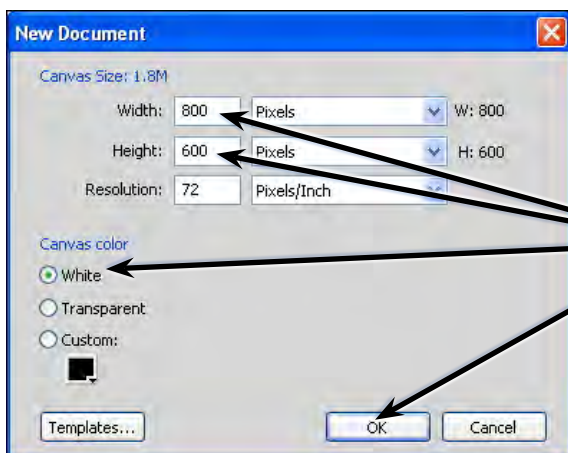 New Document
Canvas Size: 1.8M
Width: 800 Pixels W: 800
Height: 600 Pixels H: 600
Resolution: 72 Pixels/Inch
Canvas color
White
Transparent
Custom:
Templates... OK Cancel